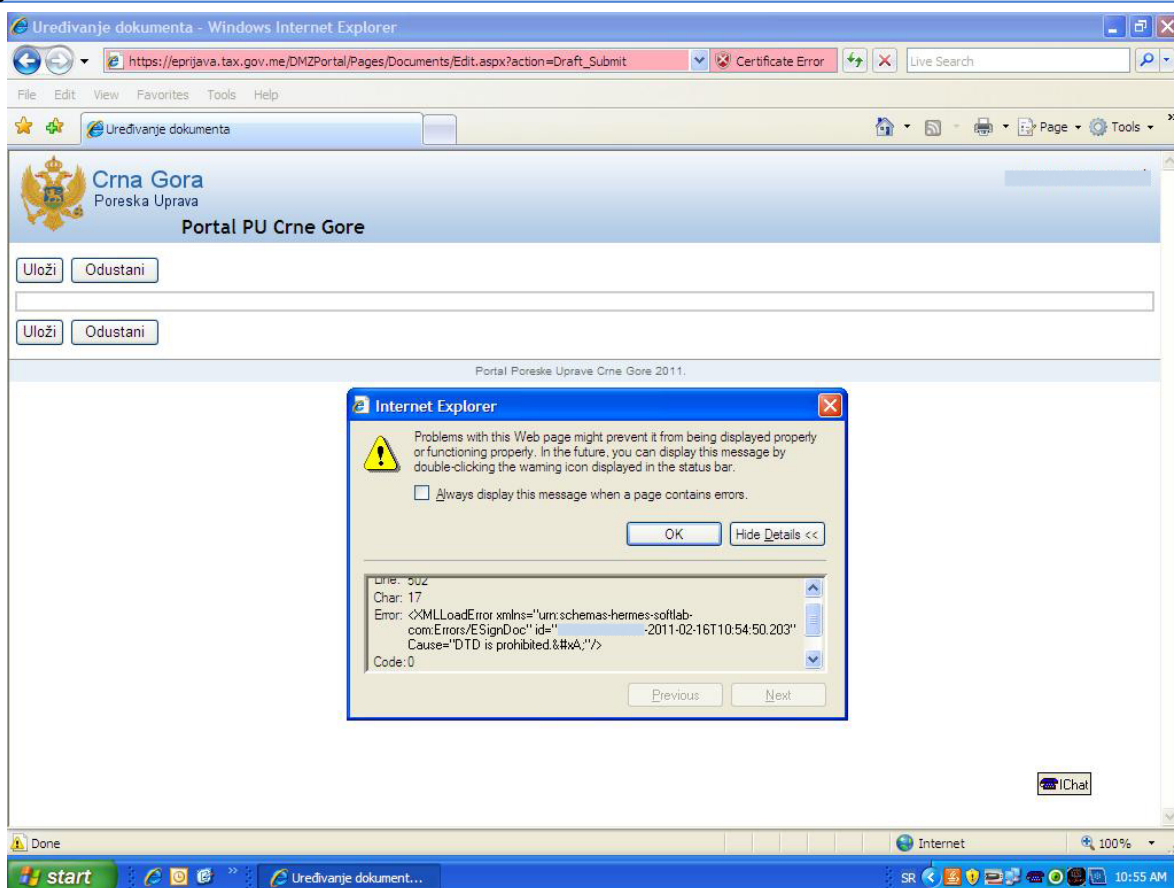 Uređivanje dokumenta - Windows Internet Explorer
https://eprijava.tax.gov.me/DMZPortal/Pages/Documents/Edit.aspx?action=Draft_Submit Certificate Error Live Search
File Edit View Favorites Tools Help
Uređivanje dokumenta Page Tools »
Crna Gora
Poreska Uprava
Portal PU Crne Gore
Uloži Odustani
Uloži Odustani
Portal Poreske Uprave Crne Gore 2011.
Internet Explorer
Problems with this Web page might prevent it from being displayed properly
or functioning properly. In the future, you can display this message by
double-clicking the warning icon displayed in the status bar.
Always display this message when a page contains errors.
OK Hide Details <<
Line: 502
Char: 17
Error: <XMLLoadError xmlns="urn:schemas-hermes-softlab-
com:Errors/ESignDoc" id=" -2011-02-16T10:54:50.203"
Cause="DTD is prohibited.&#xA;"/>
Code:0
Previous Next
IChat
Done Internet 100%
start » Uređivanje dokument... SR 10:55 AM